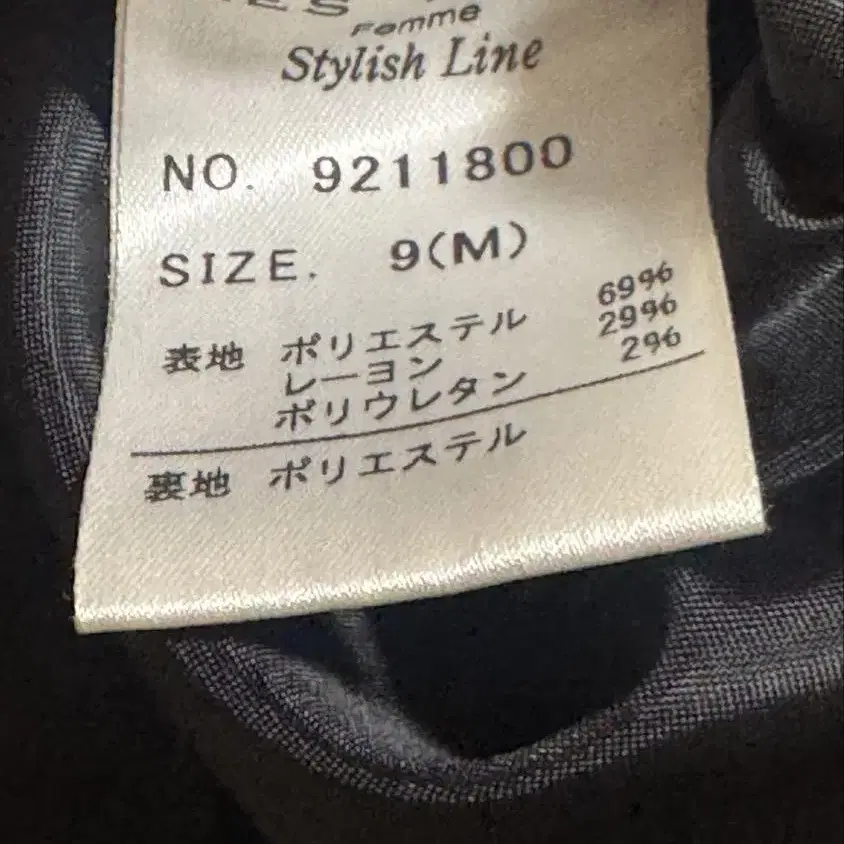 Femme
Stylish Line
NO. 9211800
SIZE. 9(M)
表地 ポリエステル 69%
レーヨン 29%
ポリウレタン 2%
裏地 ポリエステル